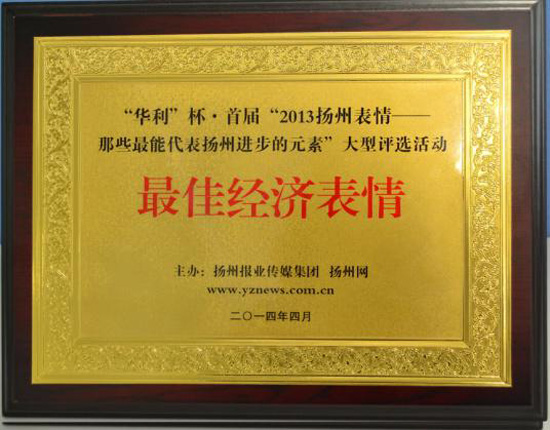 “华利”杯·首届“2013扬州表情——
那些最能代表扬州进步的元素”大型评选活动
最佳经济表情
主办：扬州报业传媒集团 扬州网
www.yznews.com.cn
二〇一四年四月